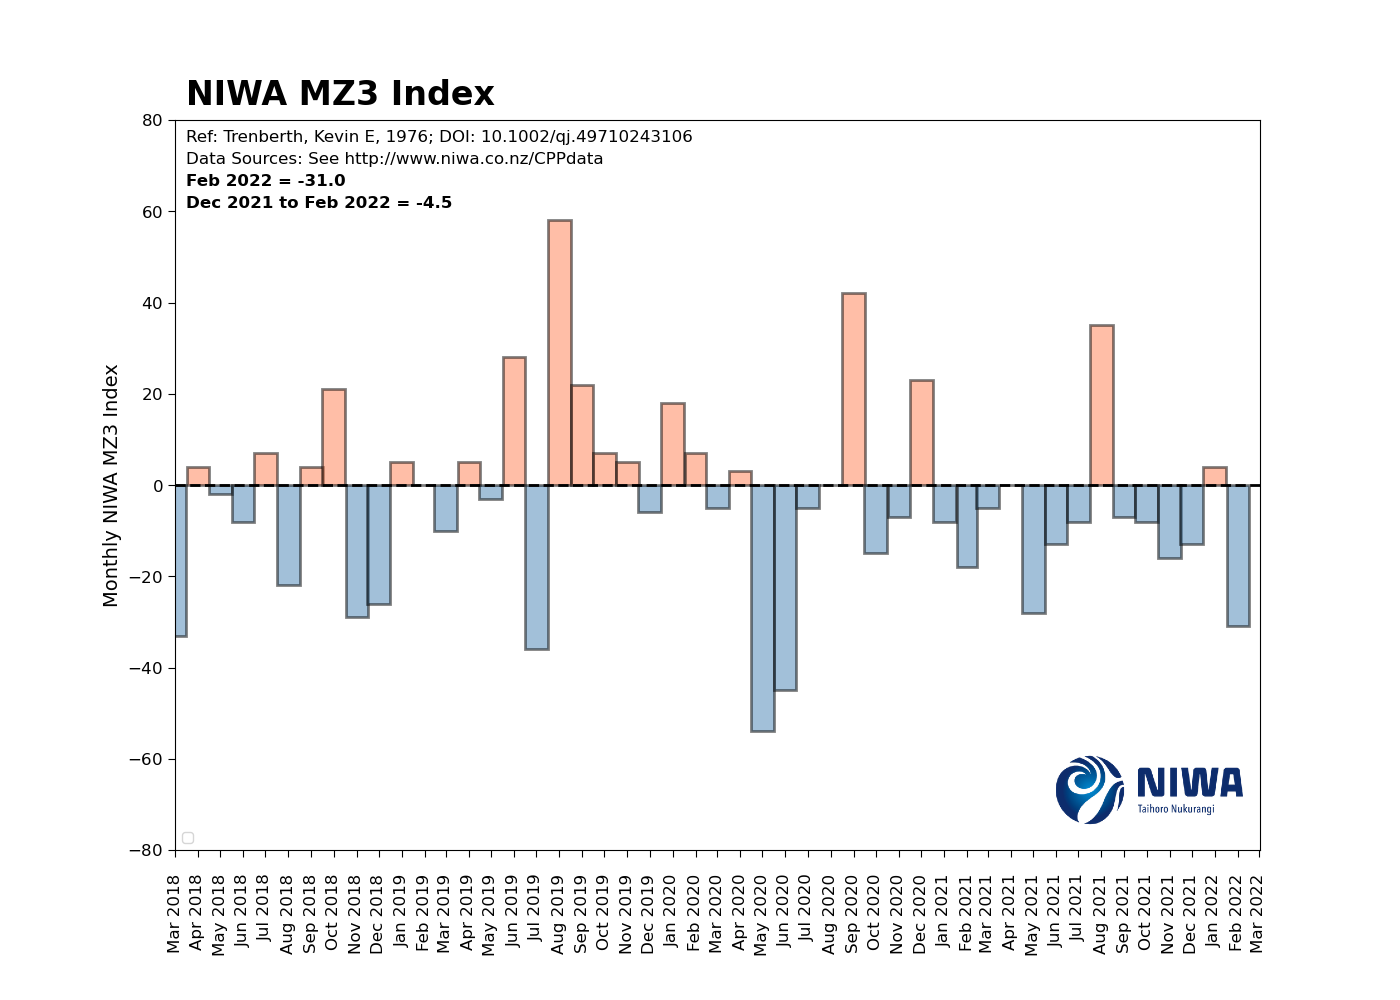 NIWA MZ3 Index
Ref: Trenberth, Kevin E, 1976; DOI: 10.1002/qj.49710243106
Data Sources: See http://www.niwa.co.nz/CPPdata
Feb 2022 = -31.0
Dec 2021 to Feb 2022 = -4.5
Monthly NIWA MZ3 Index
80
60
40
20
0
−20
−40
−60
−80
NIWA
Taihoro Nukurangi
Mar 2018
Apr 2018
May 2018
Jun 2018
Jul 2018
Aug 2018
Sep 2018
Oct 2018
Nov 2018
Dec 2018
Jan 2019
Feb 2019
Mar 2019
Apr 2019
May 2019
Jun 2019
Jul 2019
Aug 2019
Sep 2019
Oct 2019
Nov 2019
Dec 2019
Jan 2020
Feb 2020
Mar 2020
Apr 2020
May 2020
Jun 2020
Jul 2020
Aug 2020
Sep 2020
Oct 2020
Nov 2020
Dec 2020
Jan 2021
Feb 2021
Mar 2021
Apr 2021
May 2021
Jun 2021
Jul 2021
Aug 2021
Sep 2021
Oct 2021
Nov 2021
Dec 2021
Jan 2022
Feb 2022
Mar 2022